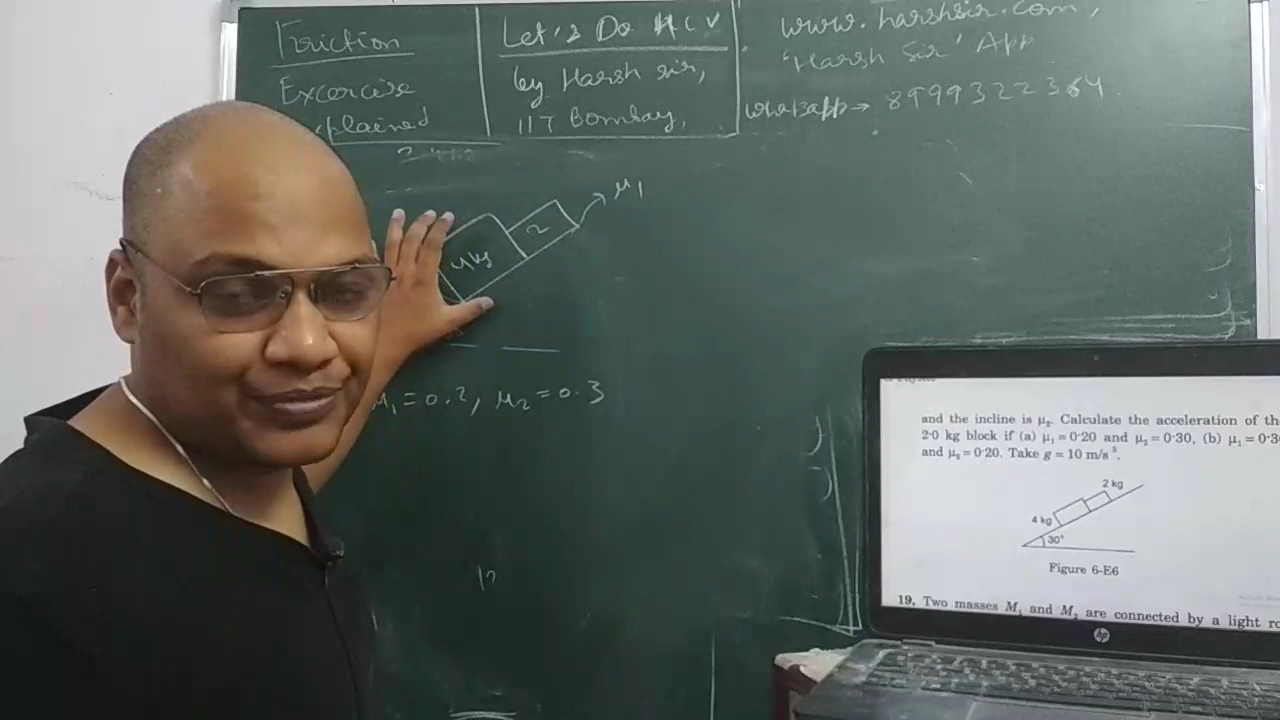 Friction
Excercise
xplained
Let's Do HCV
by Harsh sir,
IIT Bombay,
www.harshsir.com,
'Harsh Sir' App
whatsapp → 8999322364
μ1
2
4kg
μ1 = 0.2, μ2 = 0.3
12
and the incline is μ2. Calculate the acceleration of th
2·0 kg block if (a) μ1 = 0·20 and μ2 = 0·30, (b) μ1 = 0·3
and μ2 = 0·20. Take g = 10 m/s 2.
2 kg
4 kg
30°
Figure 6-E6
19. Two masses M1 and M2 are connected by a light ro
hp